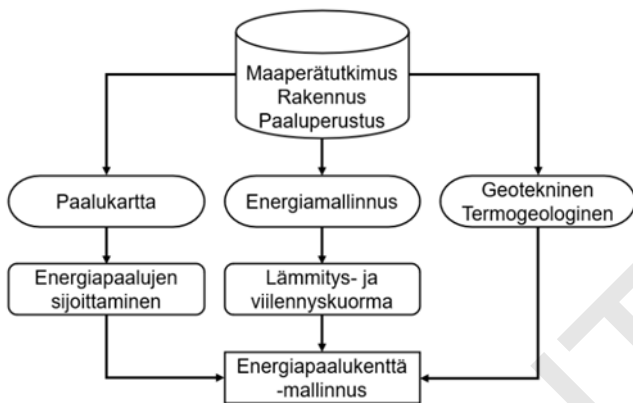 Maaperätutkimus
Rakennus
Paaluperustus
Paalukartta
Energiamallinnus
Geotekninen
Termogeologinen
Energiapaalujen
sijoittaminen
Lämmitys- ja
viilennyskuorma
Energiapaalukenttä
-mallinnus